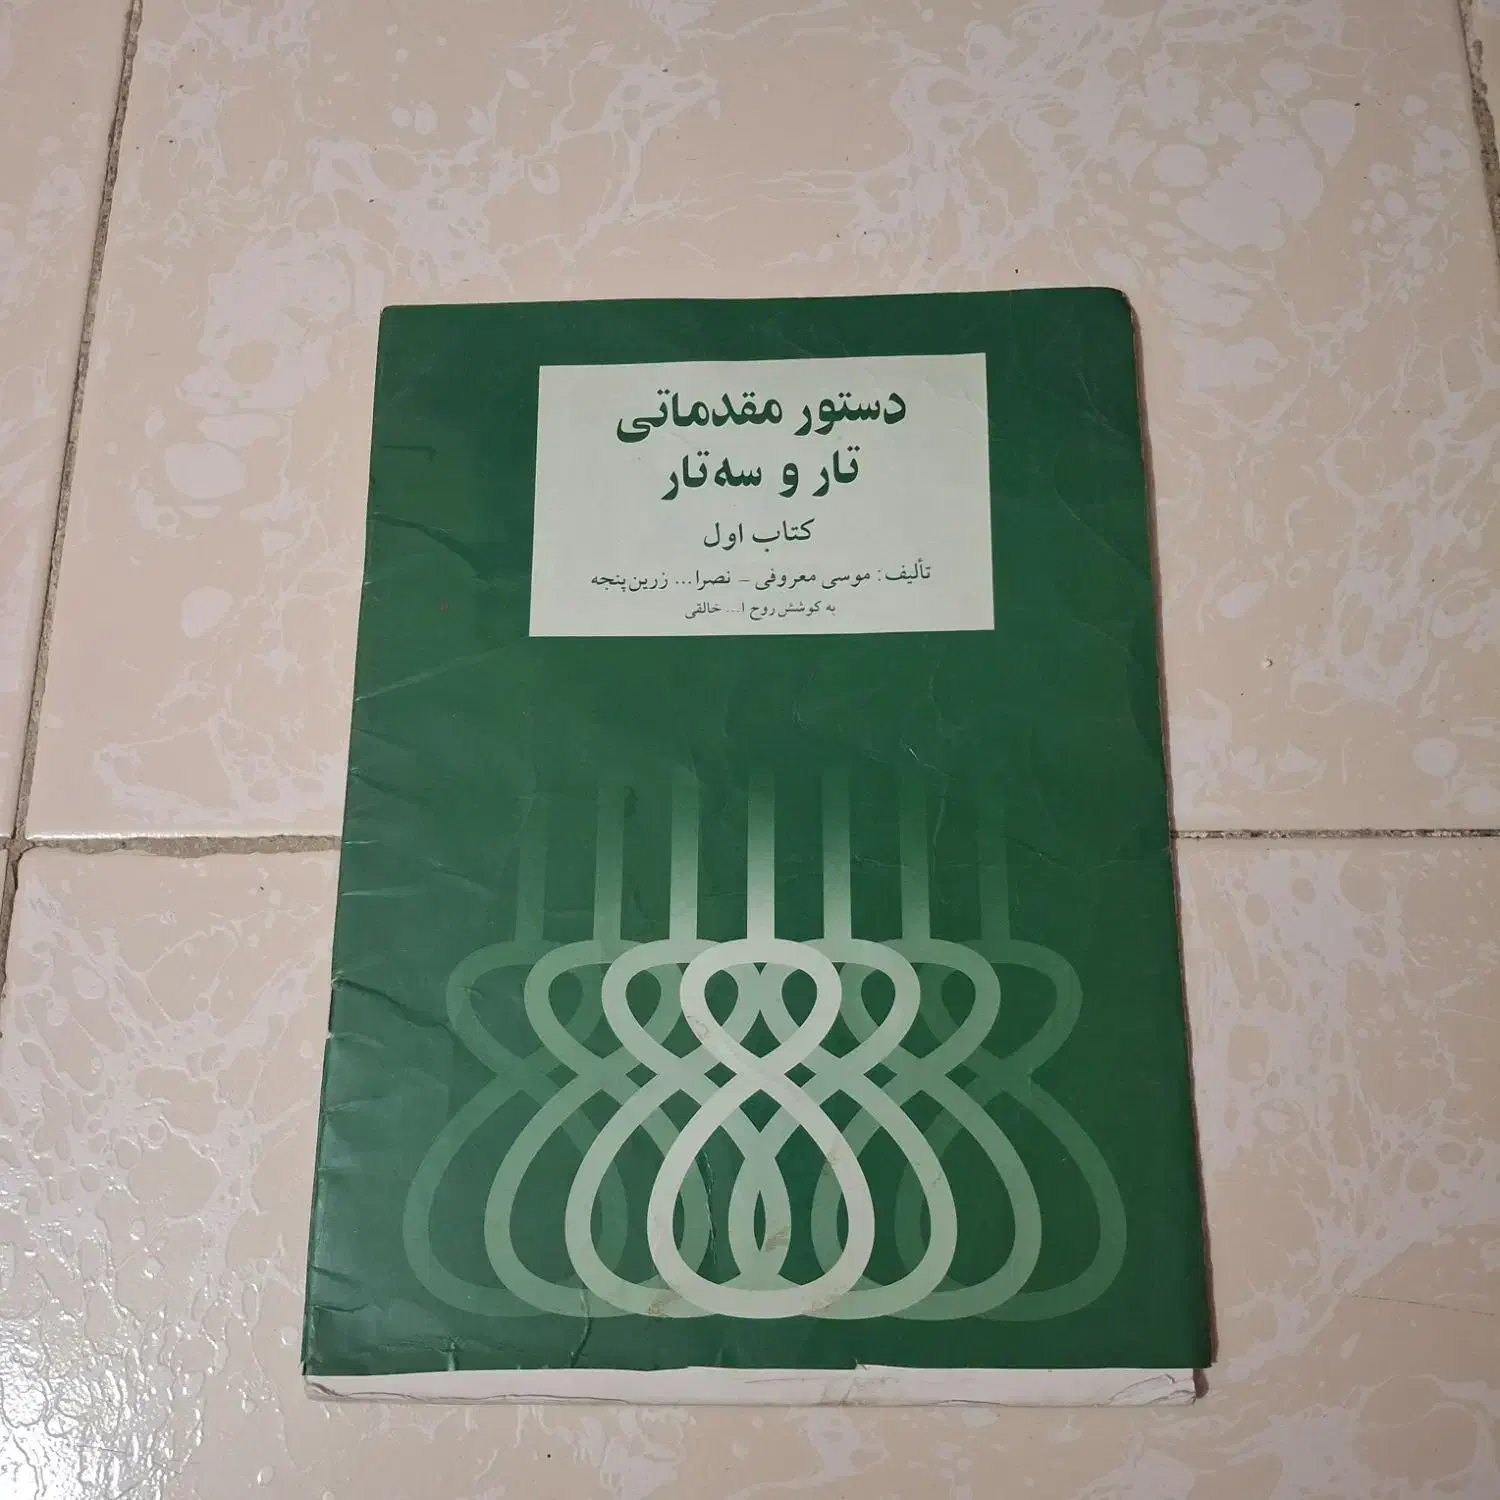 دستور مقدماتی
تار و سه‌تار
کتاب اول
تألیف: موسی معروفی - نصرا... زرین‌پنجه
به کوشش روح ا... خالقی